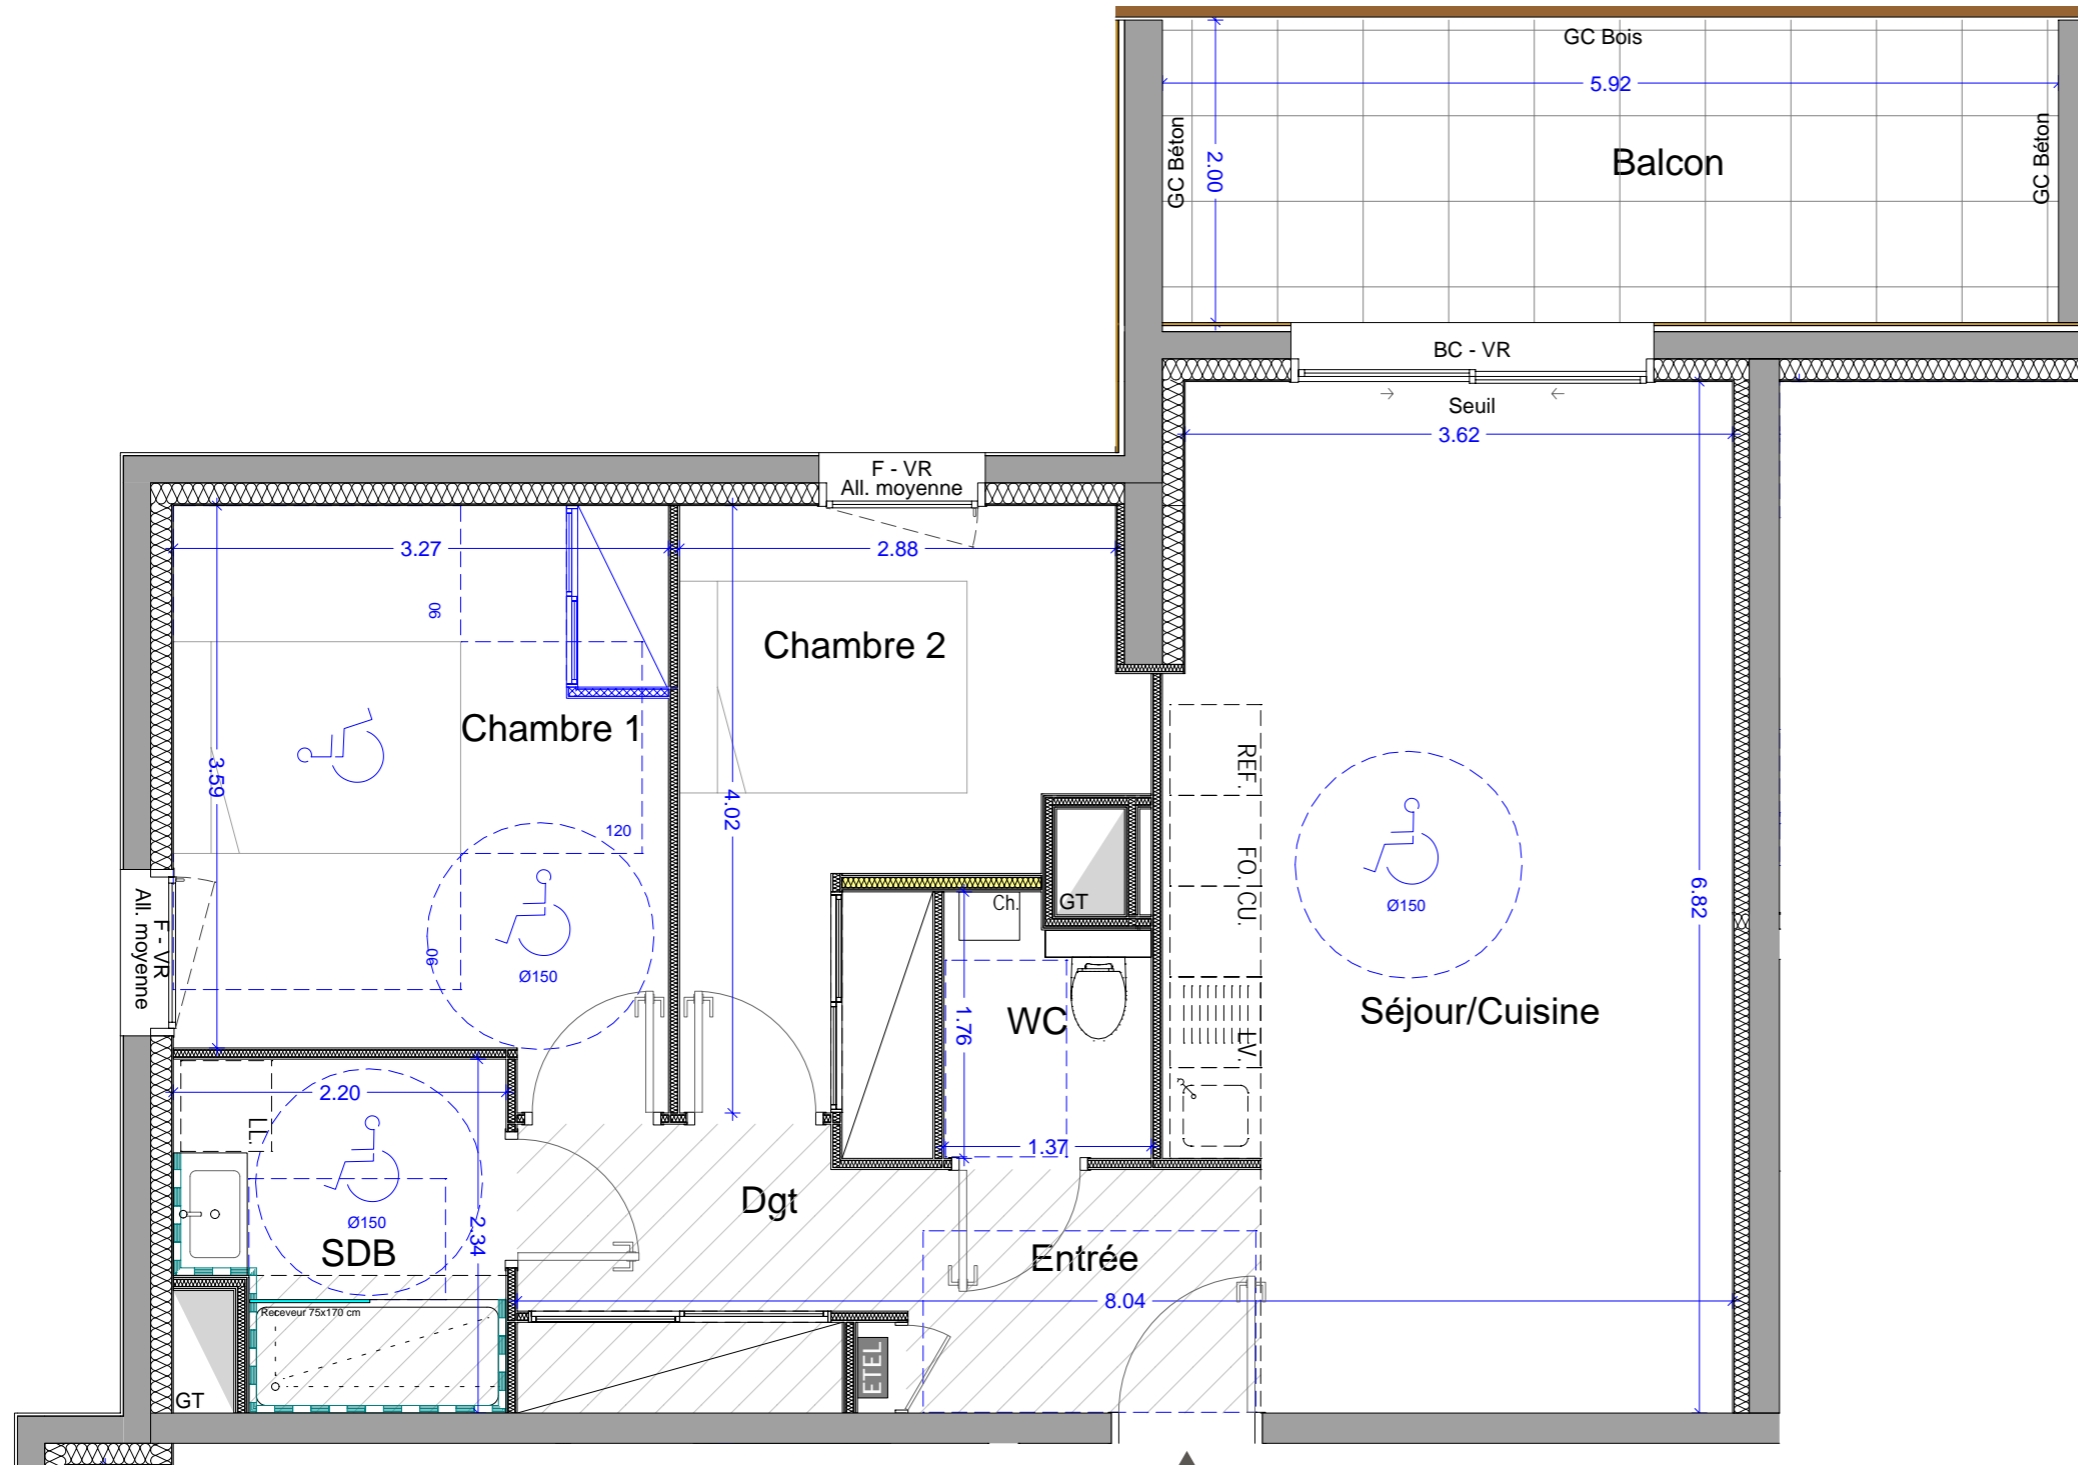 GC Bois
5.92
GC Béton
2.00
Balcon
GC Béton
BC - VR
Seuil
3.62
F - VR
All. moyenne
3.27
2.88
90
Chambre 2
Chambre 1
3.59
4.02
REF.
120
FO. CU.
Ø150
6.82
Ch.
GT
F - VR
All. moyenne
90
Ø150
1.76
WC
LV.
Séjour/Cuisine
2.20
LL.
1.37
Dgt
Ø150
SDB
2.34
Entrée
8.04
Receveur 75x170 cm
ETEL
GT